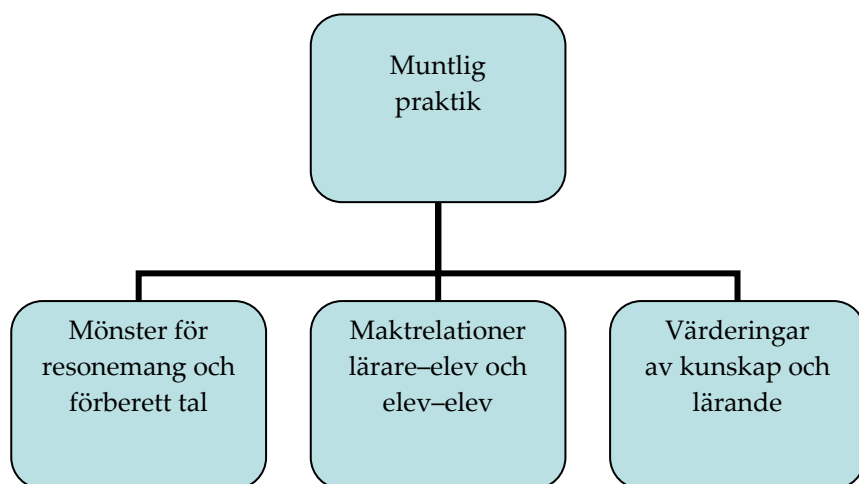 Muntlig
praktik
Mönster för
resonemang och
förberett tal
Maktrelationer
lärare–elev och
elev–elev
Värderingar
av kunskap och
lärande